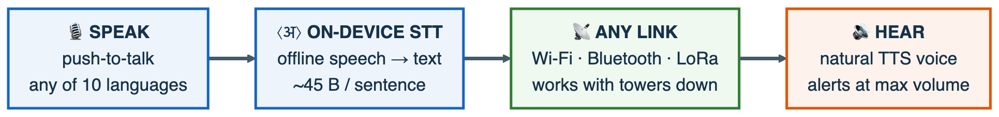 🎙 SPEAK
push-to-talk
any of 10 languages
⟨अ⟩ ON-DEVICE STT
offline speech → text
~45 B / sentence
📡 ANY LINK
Wi-Fi · Bluetooth · LoRa
works with towers down
🔊 HEAR
natural TTS voice
alerts at max volume